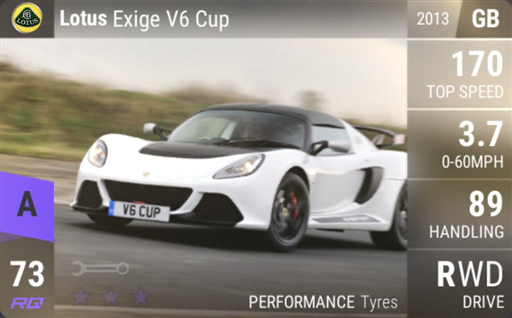 LOTUS
Lotus Exige V6 Cup
2013 GB
170
TOP SPEED
3.7
0-60MPH
89
HANDLING
RWD
DRIVE
A
73
RQ
V6 CUP
PERFORMANCE Tyres